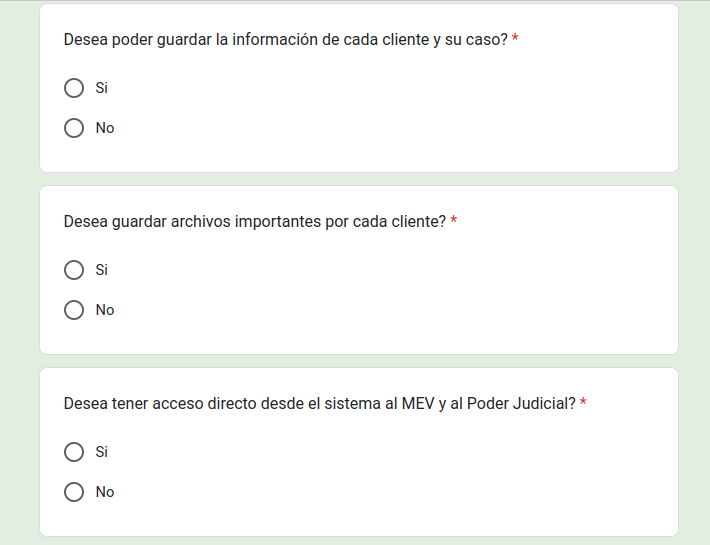 Desea poder guardar la información de cada cliente y su caso? *
Si
No
Desea guardar archivos importantes por cada cliente? *
Si
No
Desea tener acceso directo desde el sistema al MEV y al Poder Judicial? *
Si
No